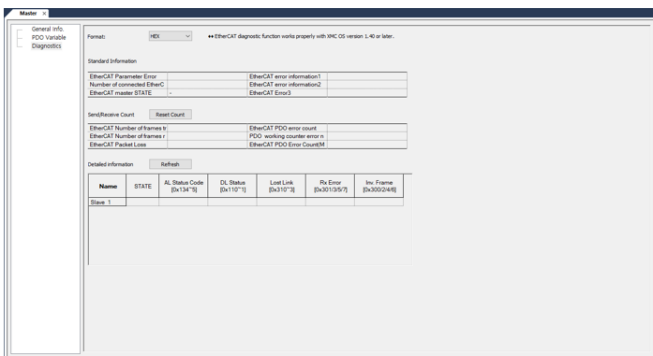 Master ×
General Info.
PDO Variable
Diagnostics
Format: HEX ** EtherCAT diagnostic function works properly with XMC OS version 1.40 or later.
Standard Information
EtherCAT Parameter Error EtherCAT error information1
Number of connected EtherC EtherCAT error information2
EtherCAT master STATE - EtherCAT Error3
Send/Receive Count Reset Count
EtherCAT Number of frames tr EtherCAT PDO error count
EtherCAT Number of frames r PDO working counter error n
EtherCAT Packet Loss EtherCAT PDO Error Count(M
Detailed information Refresh
Name STATE AL Status Code DL Status Lost Link Rx Error Inv. Frame
[0x134~5] [0x110~1] [0x310~3] [0x301/3/5/7] [0x300/2/4/6]
Slave 1